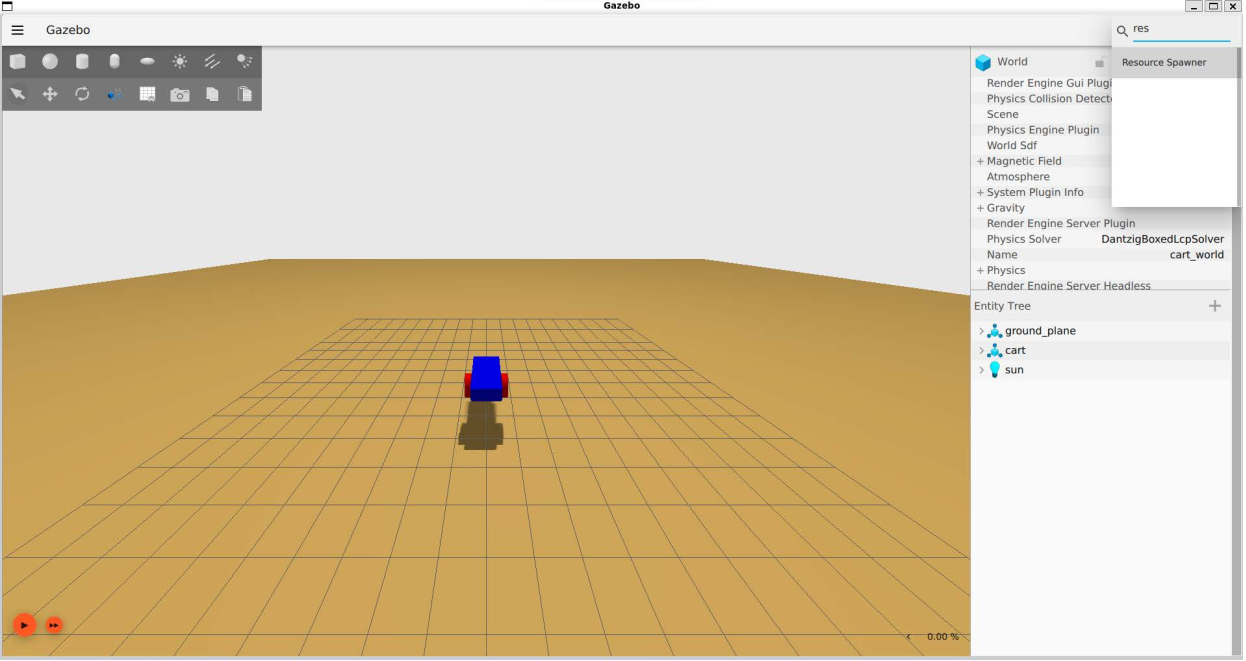 Gazebo
Gazebo
res
Resource Spawner
World
Render Engine Gui Plugi
Physics Collision Detect
Scene
Physics Engine Plugin
World Sdf
+ Magnetic Field
Atmosphere
+ System Plugin Info
+ Gravity
Render Engine Server Plugin
Physics Solver DantzigBoxedLcpSolver
Name cart_world
+ Physics
Render Engine Server Headless
Entity Tree +
> ground_plane
> cart
> sun
< 0.00 %